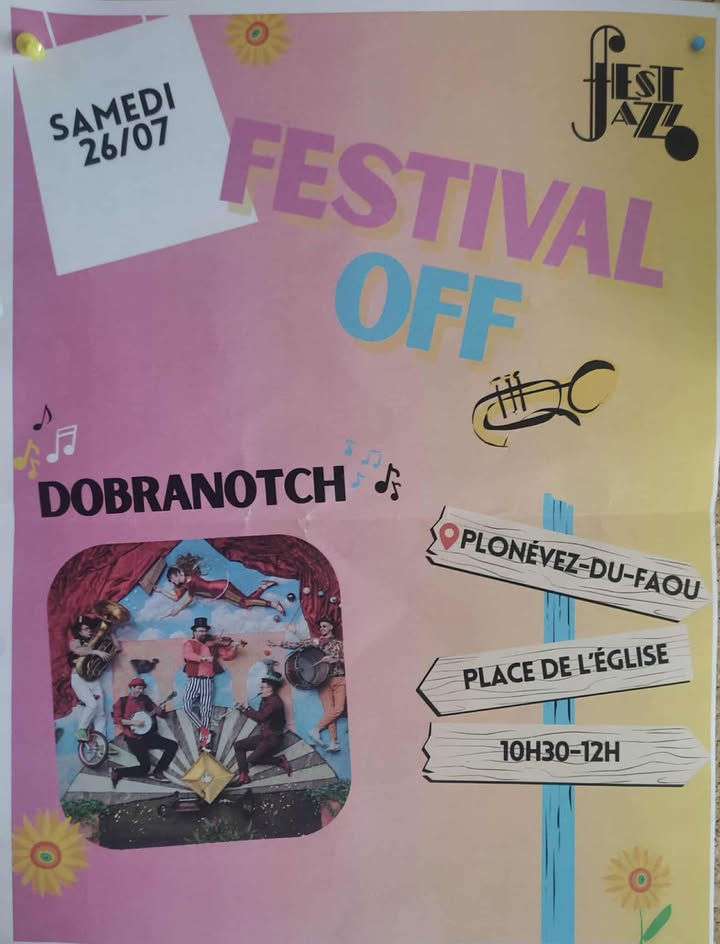 SAMEDI
26/07
FEST
JAZZ
FESTIVAL
OFF
DOBRANOTCH
PLONÉVEZ-DU-FAOU
PLACE DE L'ÉGLISE
10H30-12H